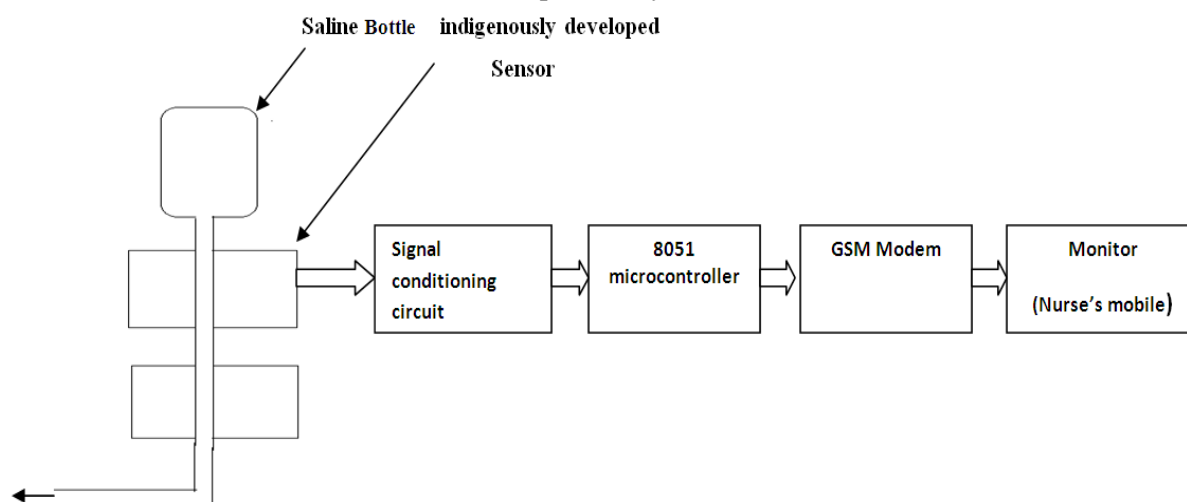 Saline Bottle indigenously developed
Sensor
Signal
conditioning
circuit
8051
microcontroller
GSM Modem
Monitor
(Nurse's mobile)